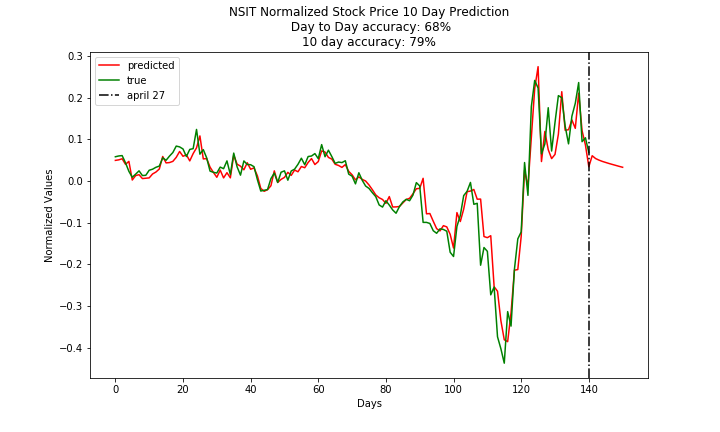 NSIT Normalized Stock Price 10 Day Prediction
Day to Day accuracy: 68%
10 day accuracy: 79%
predicted
true
april 27
Normalized Values
0.3
0.2
0.1
0.0
−0.1
−0.2
−0.3
−0.4
0 20 40 60 80 100 120 140
Days